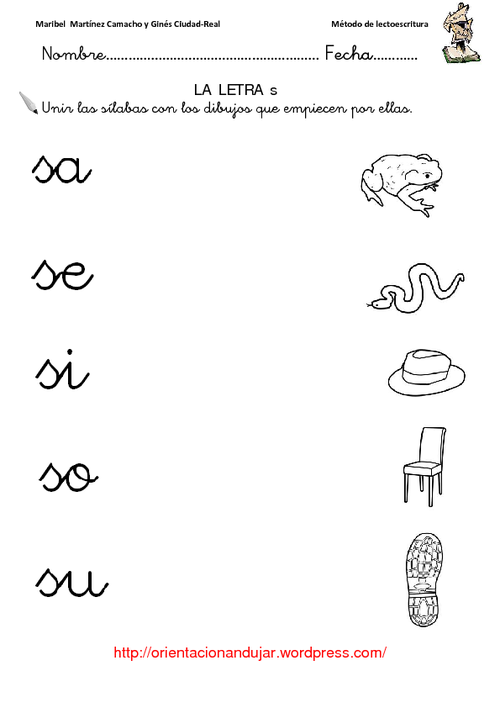 Maribel Martínez Camacho y Ginés Ciudad-Real Método de lectoescritura
Nombre...................................................... Fecha............
LA LETRA s
Unir las sílabas con los dibujos que empiecen por ellas.
sa
se
si
so
su
http://orientacionandujar.wordpress.com/